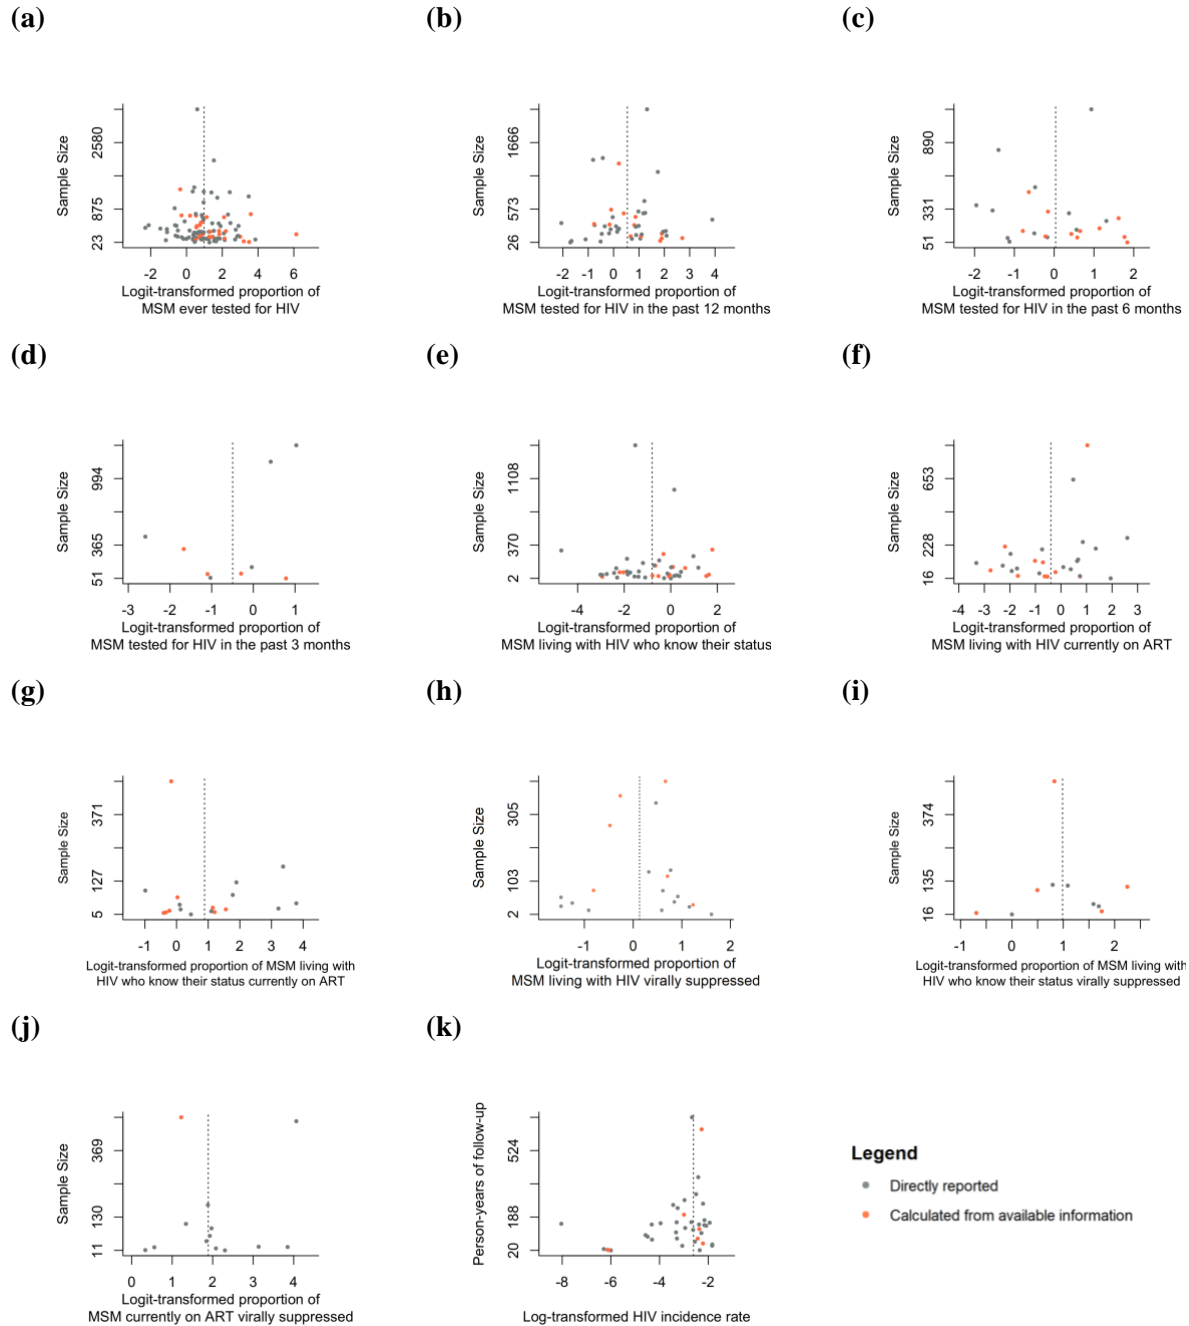 (a)
(b)
(c)
Sample Size
2580
875
23
-2 0 2 4 6
Logit-transformed proportion of
MSM ever tested for HIV
Sample Size
1666
573
26
-2 -1 0 1 2 3 4
Logit-transformed proportion of
MSM tested for HIV in the past 12 months
Sample Size
890
331
51
-2 -1 0 1 2
Logit-transformed proportion of
MSM tested for HIV in the past 6 months
(d)
(e)
(f)
Sample Size
994
365
51
-3 -2 -1 0 1
Logit-transformed proportion of
MSM tested for HIV in the past 3 months
Sample Size
1108
370
2
-4 -2 0 2
Logit-transformed proportion of
MSM living with HIV who know their status
Sample Size
653
228
16
-4 -3 -2 -1 0 1 2 3
Logit-transformed proportion of
MSM living with HIV currently on ART
(g)
(h)
(i)
Sample Size
371
127
5
-1 0 1 2 3 4
Logit-transformed proportion of MSM living with
HIV who know their status currently on ART
Sample Size
305
103
2
-1 0 1 2
Logit-transformed proportion of
MSM living with HIV virally suppressed
Sample Size
374
135
16
-1 0 1 2
Logit-transformed proportion of MSM living with
HIV who know their status virally suppressed
(j)
(k)
Sample Size
369
130
11
0 1 2 3 4
Logit-transformed proportion of
MSM currently on ART virally suppressed
Person-years of follow-up
524
188
20
-8 -6 -4 -2
Log-transformed HIV incidence rate
Legend
Directly reported
Calculated from available information